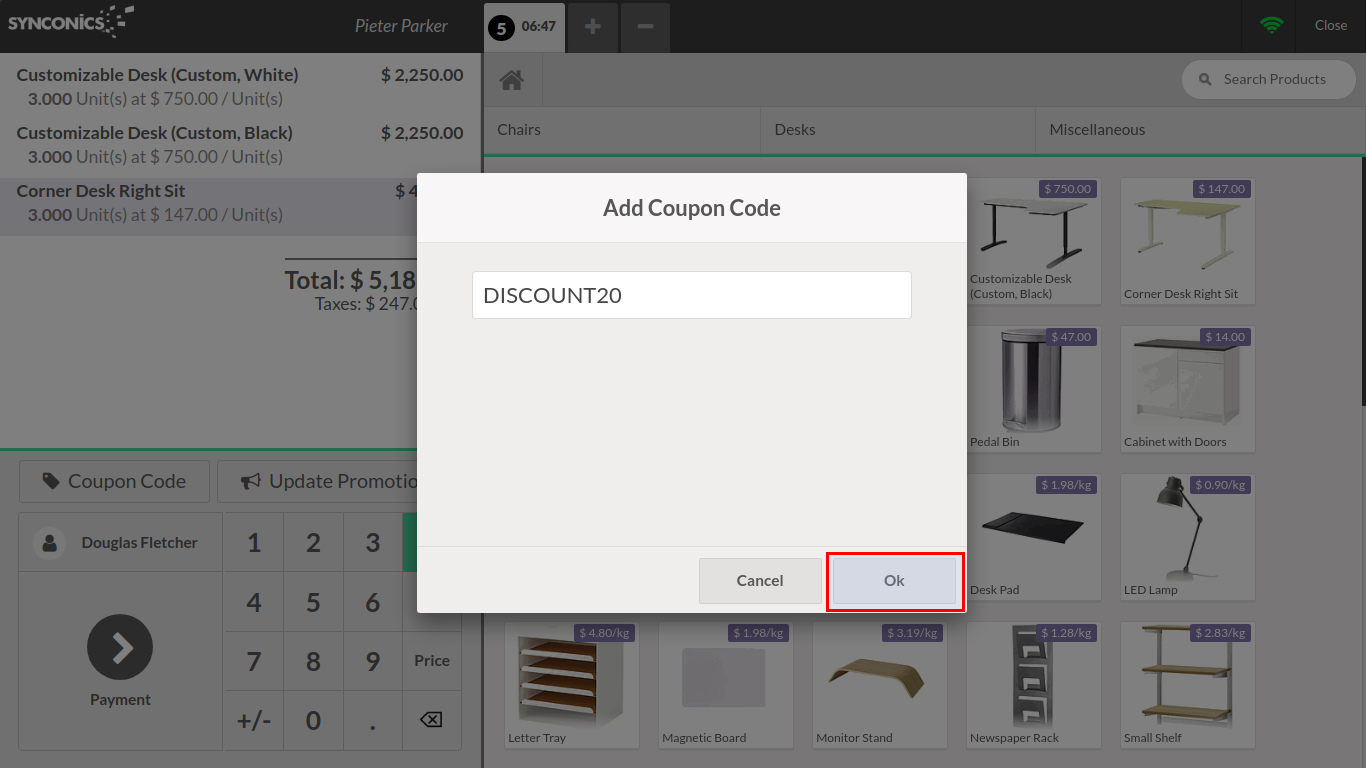 SYNCONICS
Pieter Parker
5 06:47
Close
Customizable Desk (Custom, White) $ 2,250.00
3.000 Unit(s) at $ 750.00 / Unit(s)
Customizable Desk (Custom, Black) $ 2,250.00
3.000 Unit(s) at $ 750.00 / Unit(s)
Corner Desk Right Sit $ 4
3.000 Unit(s) at $ 147.00 / Unit(s)
Total: $ 5,18
Taxes: $ 247.
Search Products
Chairs Desks Miscellaneous
Add Coupon Code
DISCOUNT20
Cancel Ok
$ 750.00
Customizable Desk
(Custom, Black)
$ 147.00
Corner Desk Right Sit
$ 47.00
Pedal Bin
$ 14.00
Cabinet with Doors
$ 1.98/kg
Desk Pad
$ 0.90/kg
LED Lamp
$ 4.80/kg
Letter Tray
$ 1.98/kg
Magnetic Board
$ 3.19/kg
Monitor Stand
$ 1.28/kg
Newspaper Rack
$ 2.83/kg
Small Shelf
Coupon Code
Update Promotio
Douglas Fletcher
Payment
1 2 3
4 5 6
7 8 9 Price
+/- 0 .